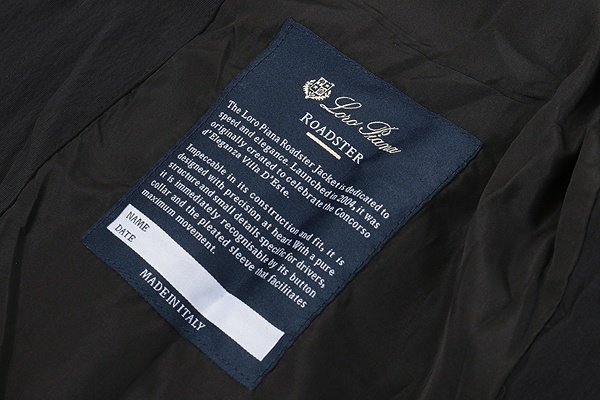 Loro Piana
ROADSTER
The Loro Piana Roadster Jacket is dedicated to
speed and elegance. Launched in 2004, it was
originally created to celebrate the Concorso
d'Eleganza Villa D'Este.
Impeccable in its construction and fit, it is
designed with precision at heart. With a pure
structure and small details specific for drivers,
it is immediately recognisable by its button
collar and the pleated sleeve that facilitates
maximum movement.
NAME
DATE
MADE IN ITALY